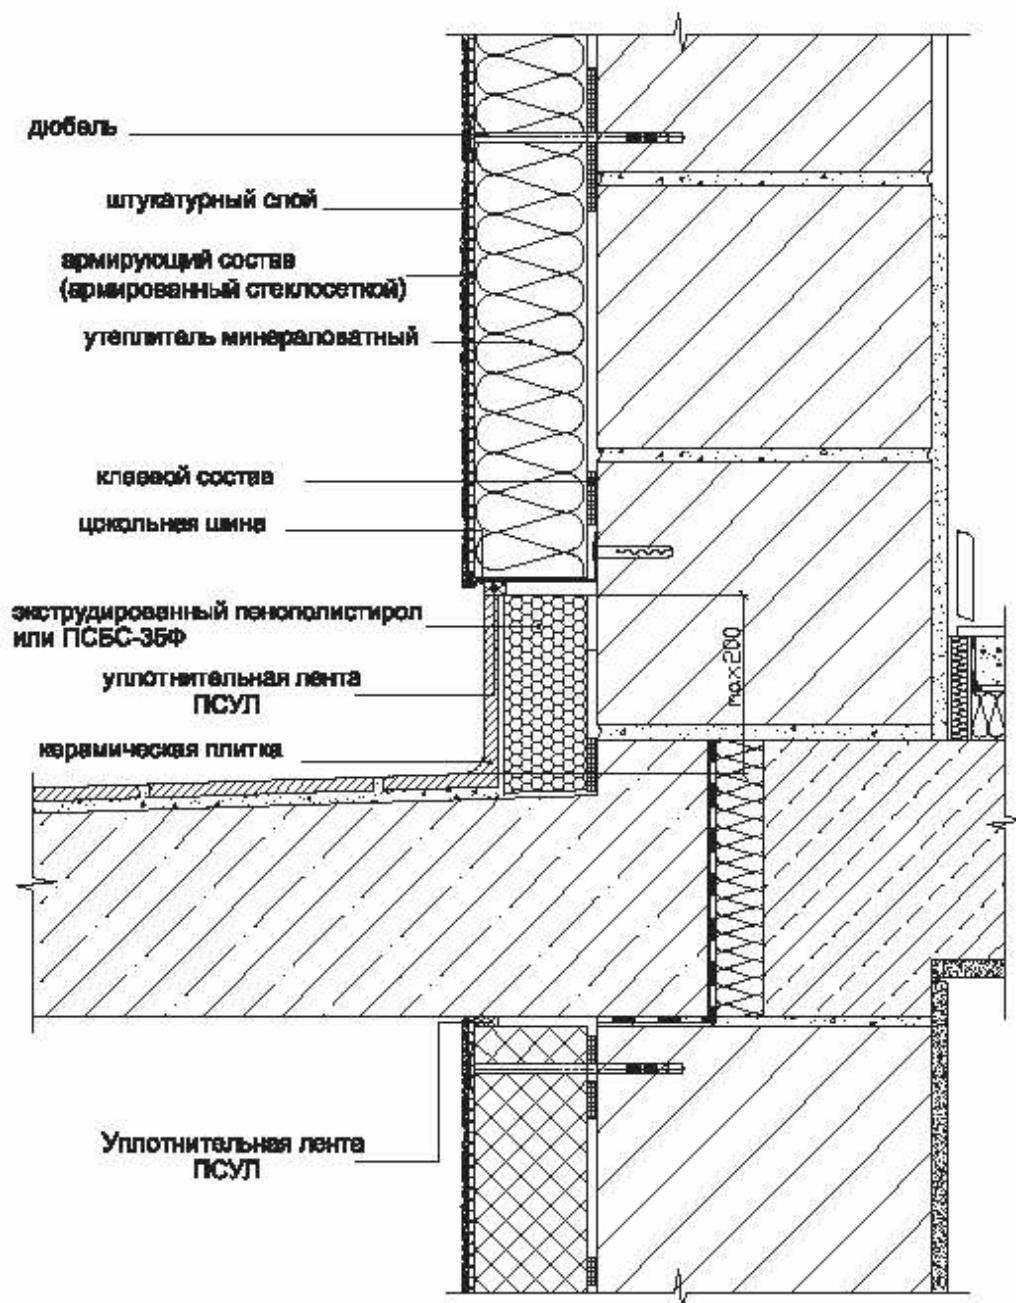 дюбель
штукатурный слой
армирующий состав
(армированный стеклосеткой)
утеплитель минераловатный
клеевой состав
цокольная шина
экструдированный пенополистирол
или ПСБС-35Ф
max200
уплотнительная лента
ПСУЛ
керамическая плитка
Уплотнительная лента
ПСУЛ